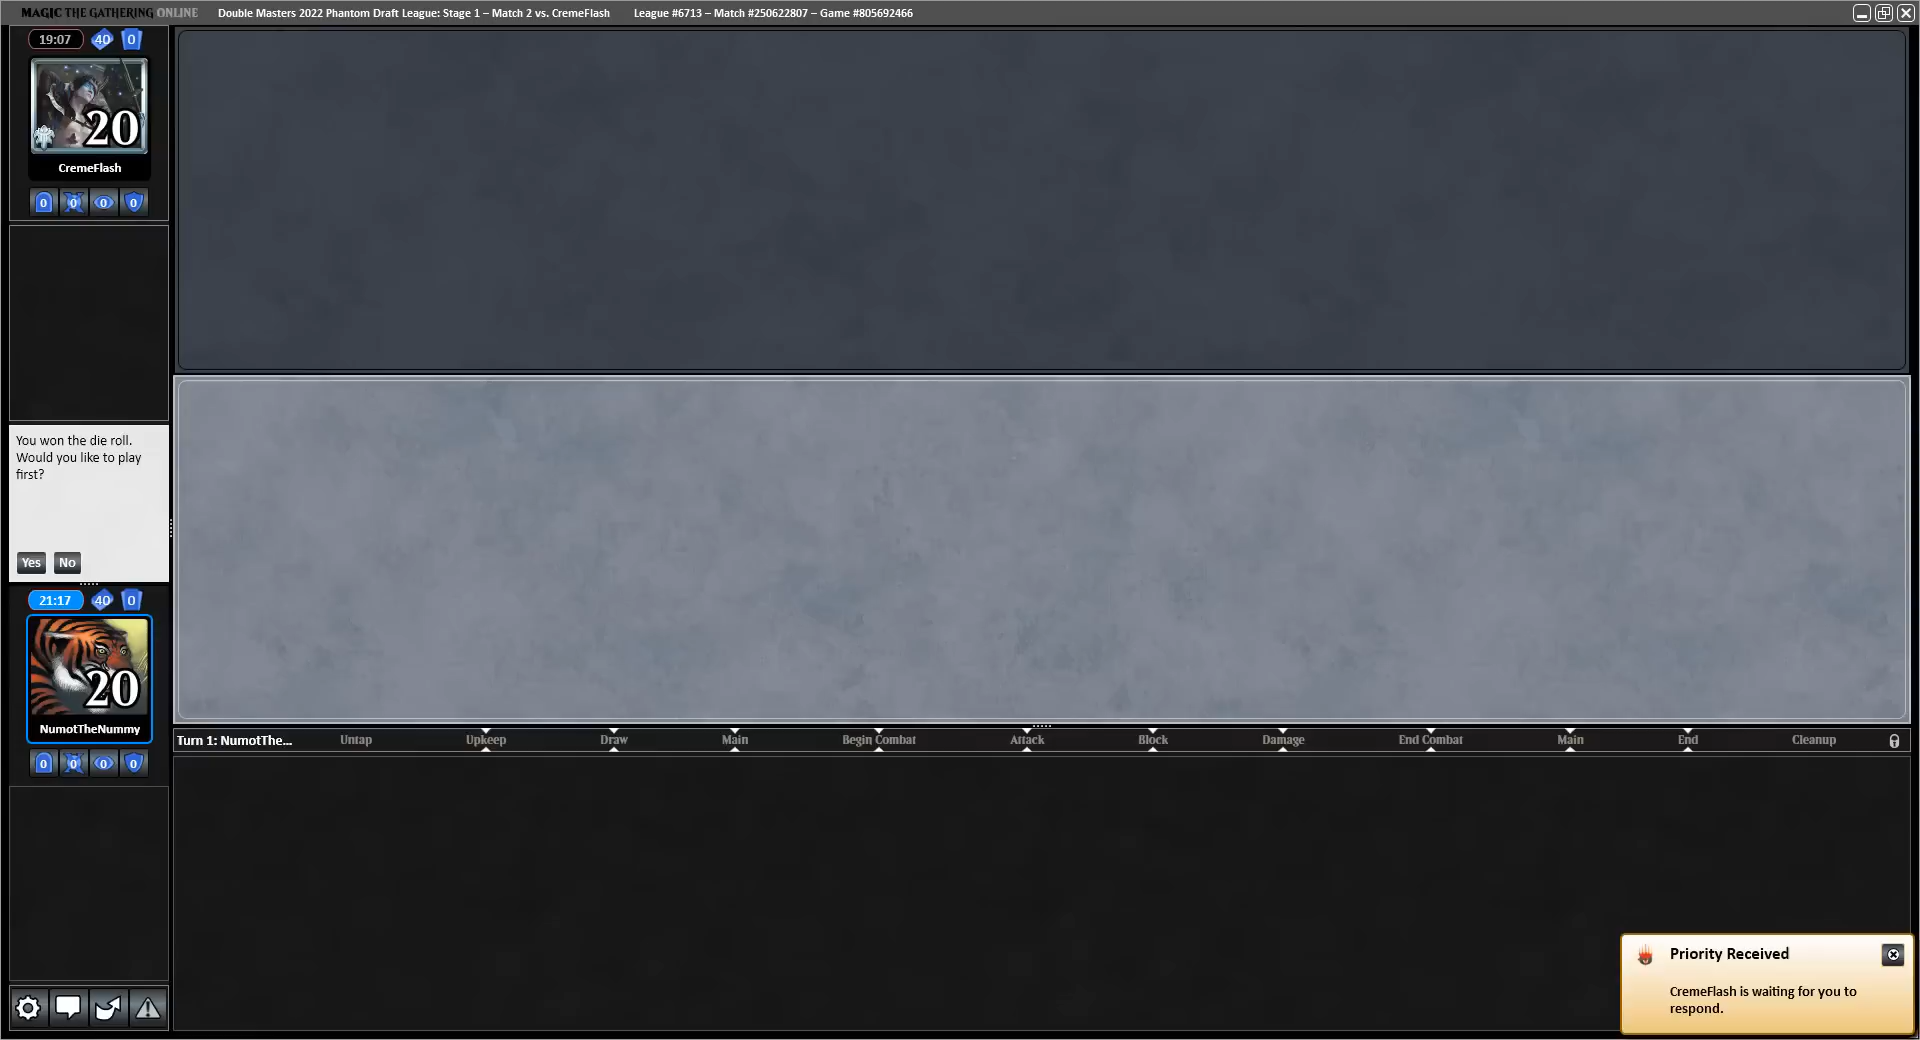 MAGIC THE GATHERING ONLINE Double Masters 2022 Phantom Draft League: Stage 1 – Match 2 vs. CremeFlash League #6713 – Match #250622807 – Game #805692466
19:07 40 0
20
CremeFlash
0 0 0 0
You won the die roll.
Would you like to play
first?
Yes No
21:17 40 0
20
NumotTheNummy
0 0 0 0
Turn 1: NumotThe... Untap Upkeep Draw Main Begin Combat Attack Block Damage End Combat Main End Cleanup
Priority Received
CremeFlash is waiting for you to
respond.